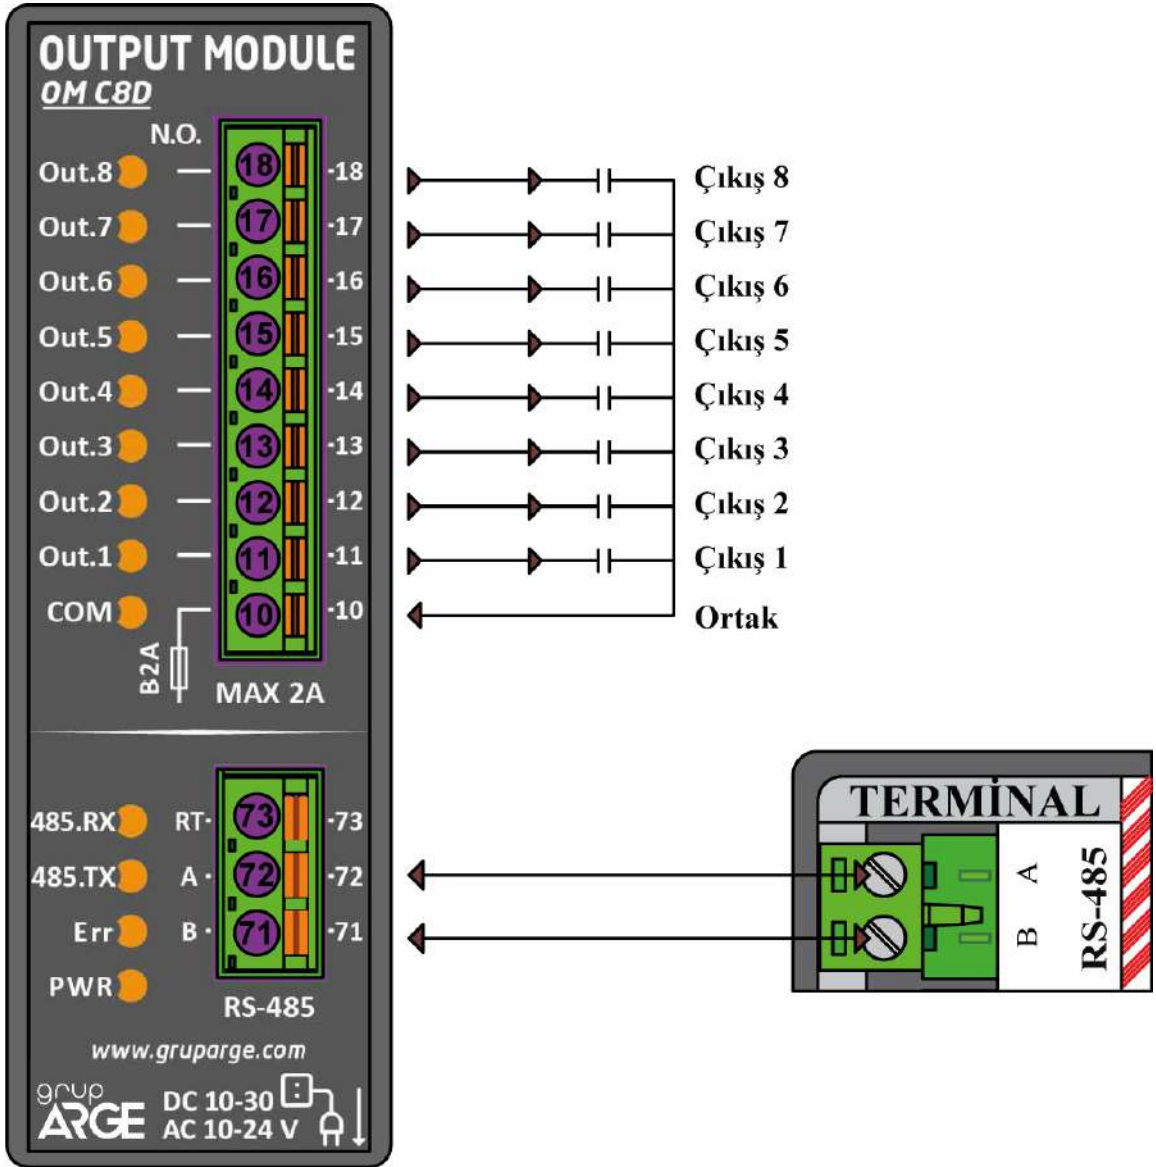 OUTPUT MODULE
OM C8D
N.O.
Out.8 18 -18 Çıkış 8
Out.7 17 -17 Çıkış 7
Out.6 16 -16 Çıkış 6
Out.5 15 -15 Çıkış 5
Out.4 14 -14 Çıkış 4
Out.3 13 -13 Çıkış 3
Out.2 12 -12 Çıkış 2
Out.1 11 -11 Çıkış 1
COM 10 -10 Ortak
B2A
MAX 2A
485.RX RT· 73 -73
485.TX A · 72 -72
Err B · 71 -71
PWR
RS-485
www.gruparge.com
grup
ARGE
DC 10-30
AC 10-24 V
TERMİNAL
A
B
RS-485